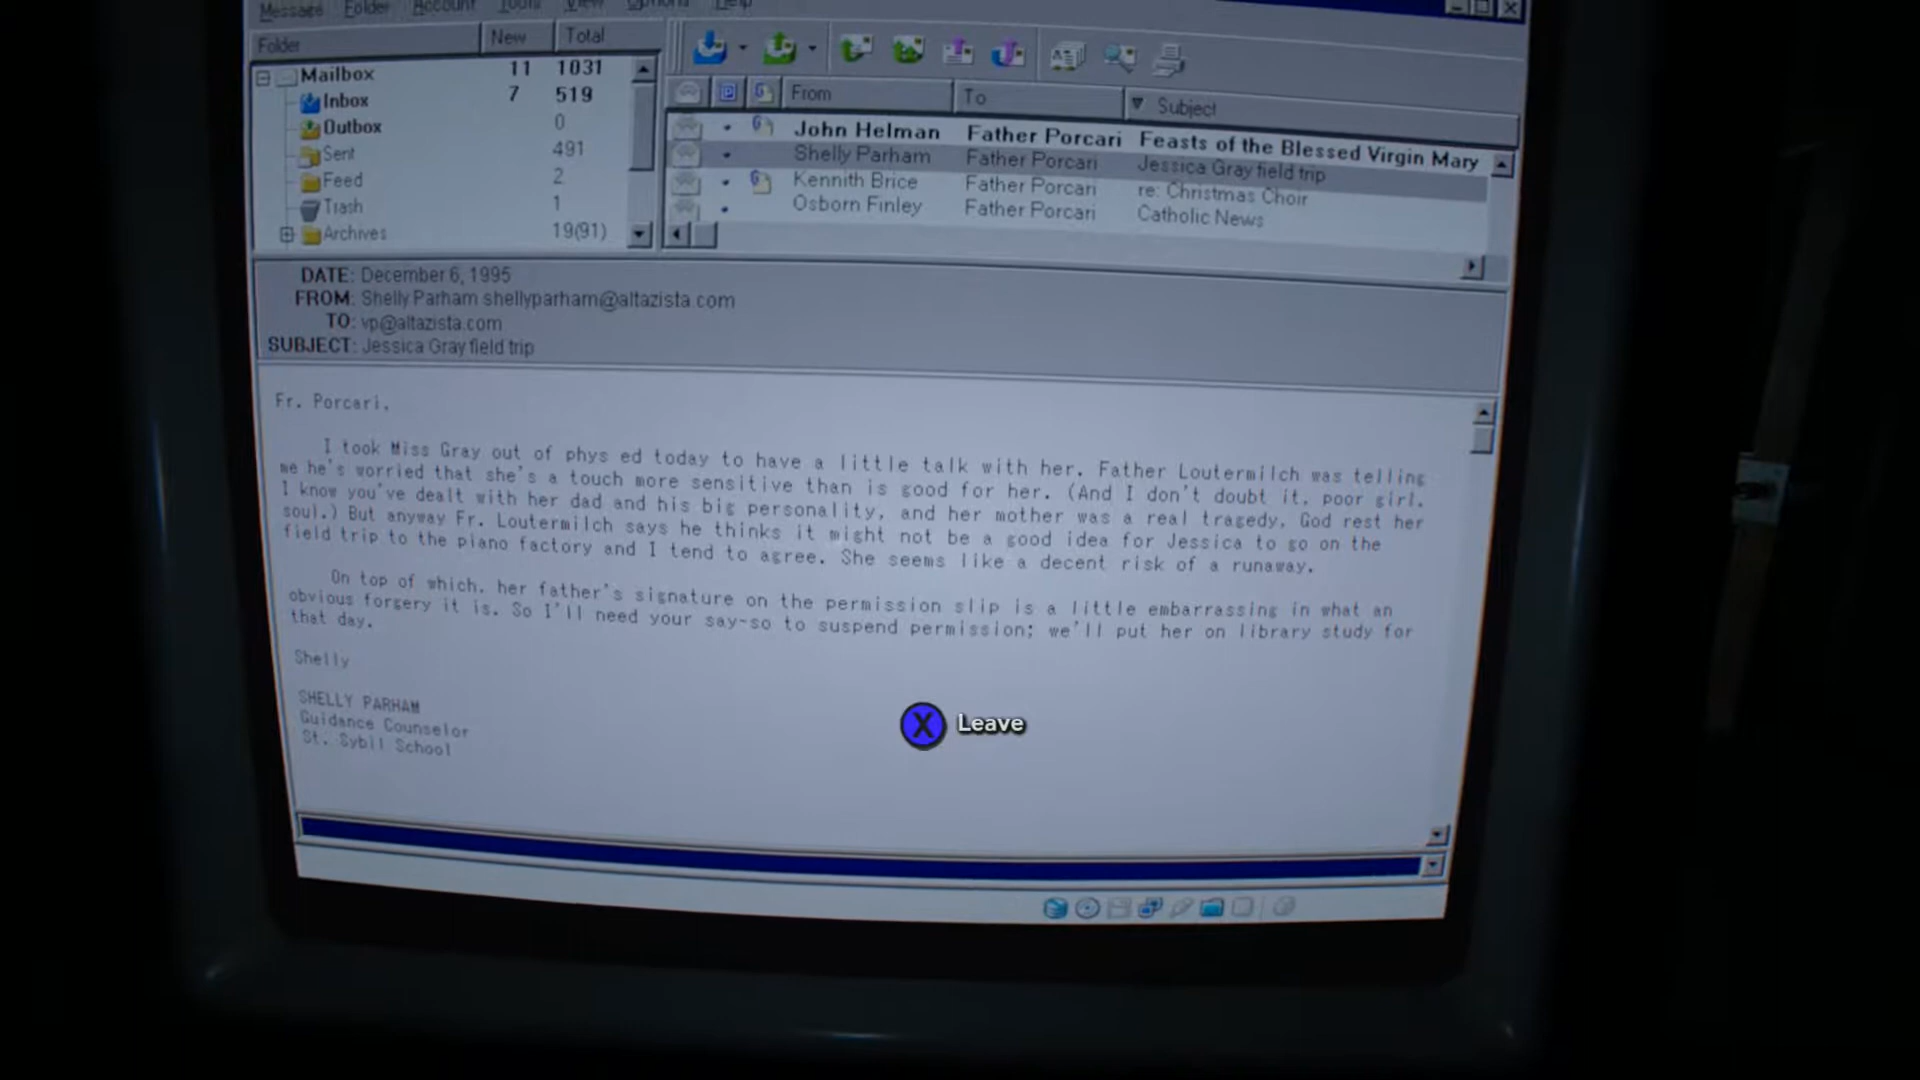 Message Folder Account Tools View Options Help
Folder New Total
Mailbox 11 1031
Inbox 7 519
Outbox 0
Sent 491
Feed 2
Trash 1
Archives 19(91)
From To Subject
John Helman Father Porcari Feasts of the Blessed Virgin Mary
Shelly Parham Father Porcari Jessica Gray field trip
Kennith Brice Father Porcari re: Christmas Choir
Osborn Finley Father Porcari Catholic News
DATE: December 6, 1995
FROM: Shelly Parham shellyparham@altazista.com
TO: vp@altazista.com
SUBJECT: Jessica Gray field trip
Fr. Porcari,
I took Miss Gray out of phys ed today to have a little talk with her. Father Loutermilch was telling
me he's worried that she's a touch more sensitive than is good for her. (And I don't doubt it, poor girl.
I know you've dealt with her dad and his big personality, and her mother was a real tragedy, God rest her
soul.) But anyway Fr. Loutermilch says he thinks it might not be a good idea for Jessica to go on the
field trip to the piano factory and I tend to agree. She seems like a decent risk of a runaway.
On top of which, her father's signature on the permission slip is a little embarrassing in what an
obvious forgery it is. So I'll need your say-so to suspend permission; we'll put her on library study for
that day.
Shelly
SHELLY PARHAM
Guidance Counselor
St. Sybil School
X Leave